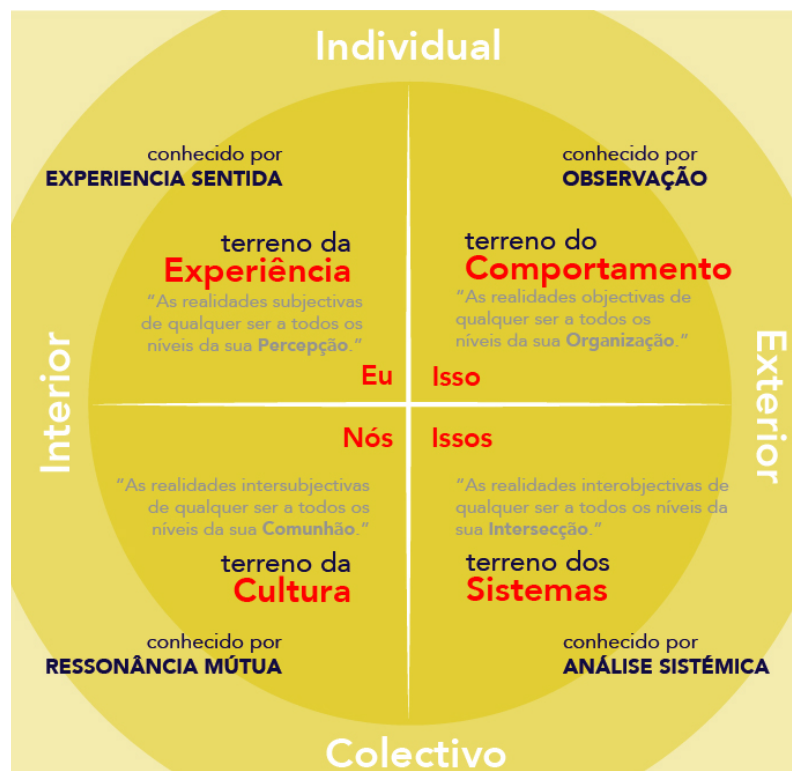 Individual
conhecido por
EXPERIENCIA SENTIDA
conhecido por
OBSERVAÇÃO
terreno da
Experiência
"As realidades subjectivas
de qualquer ser a todos os
níveis da sua Percepção."
terreno do
Comportamento
"As realidades objectivas de
qualquer ser a todos os
níveis da sua Organização."
Eu
Isso
Interior
Exterior
Nós
Issos
"As realidades intersubjectivas
de qualquer ser a todos os
níveis da sua Comunhão."
terreno da
Cultura
"As realidades interobjectivas de
qualquer ser a todos os níveis da
sua Intersecção."
terreno dos
Sistemas
conhecido por
RESSONÂNCIA MÚTUA
conhecido por
ANÁLISE SISTÉMICA
Colectivo